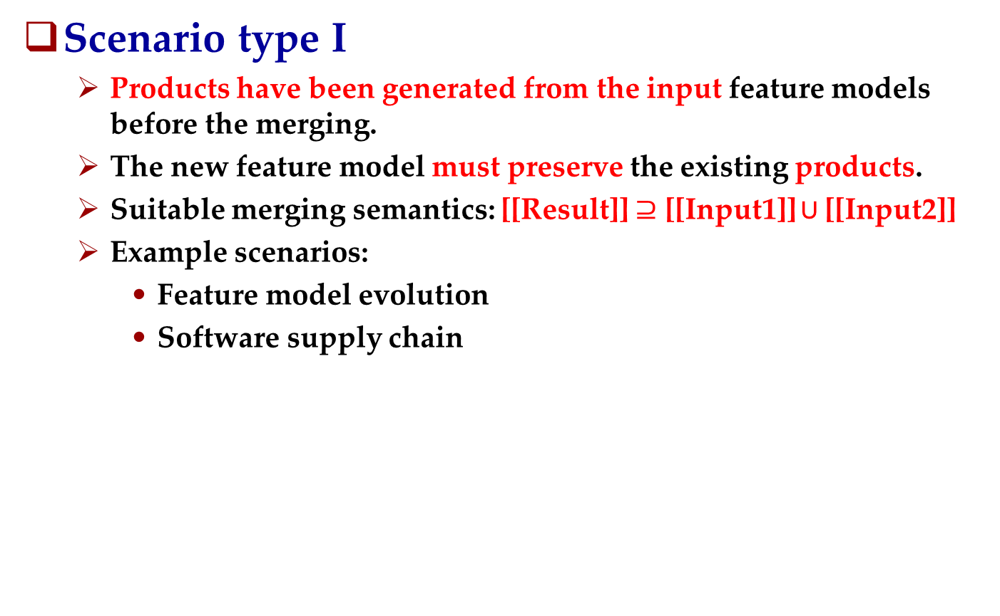 Scenario type I
Products have been generated from the input feature models
before the merging.
The new feature model must preserve the existing products.
Suitable merging semantics: [[Result]] ⊇ [[Input1]] ∪ [[Input2]]
Example scenarios:
• Feature model evolution
• Software supply chain